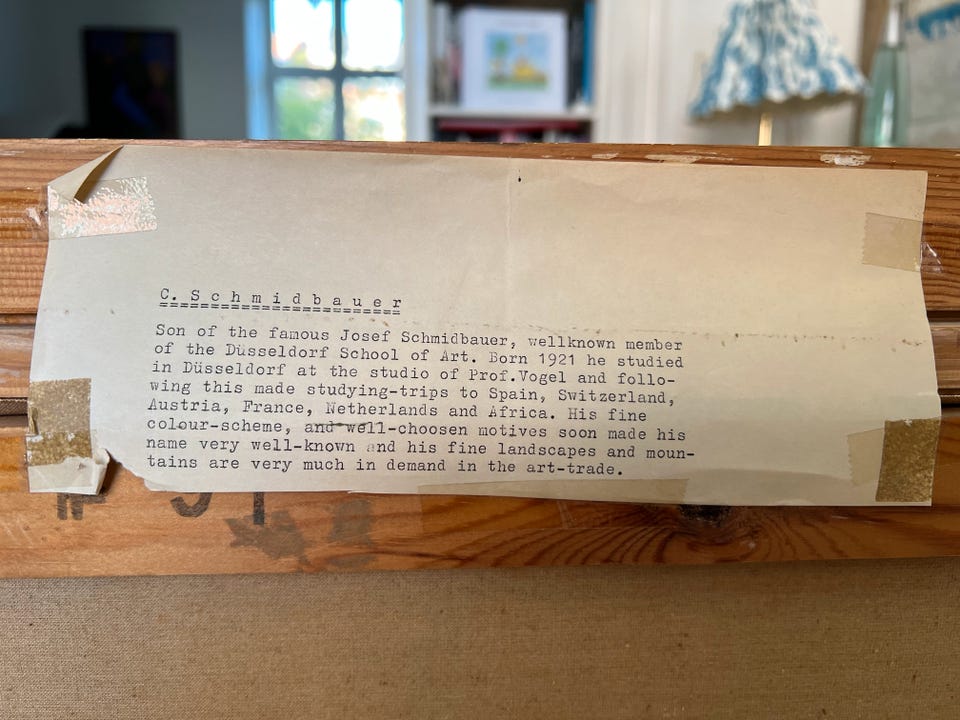 C. Schmidbauer
Son of the famous Josef Schmidbauer, wellknown member
of the Düsseldorf School of Art. Born 1921 he studied
in Düsseldorf at the studio of Prof.Vogel and follo-
wing this made studying-trips to Spain, Switzerland,
Austria, France, Netherlands and Africa. His fine
colour-scheme, and well-choosen motives soon made his
name very well-known and his fine landscapes and moun-
tains are very much in demand in the art-trade.